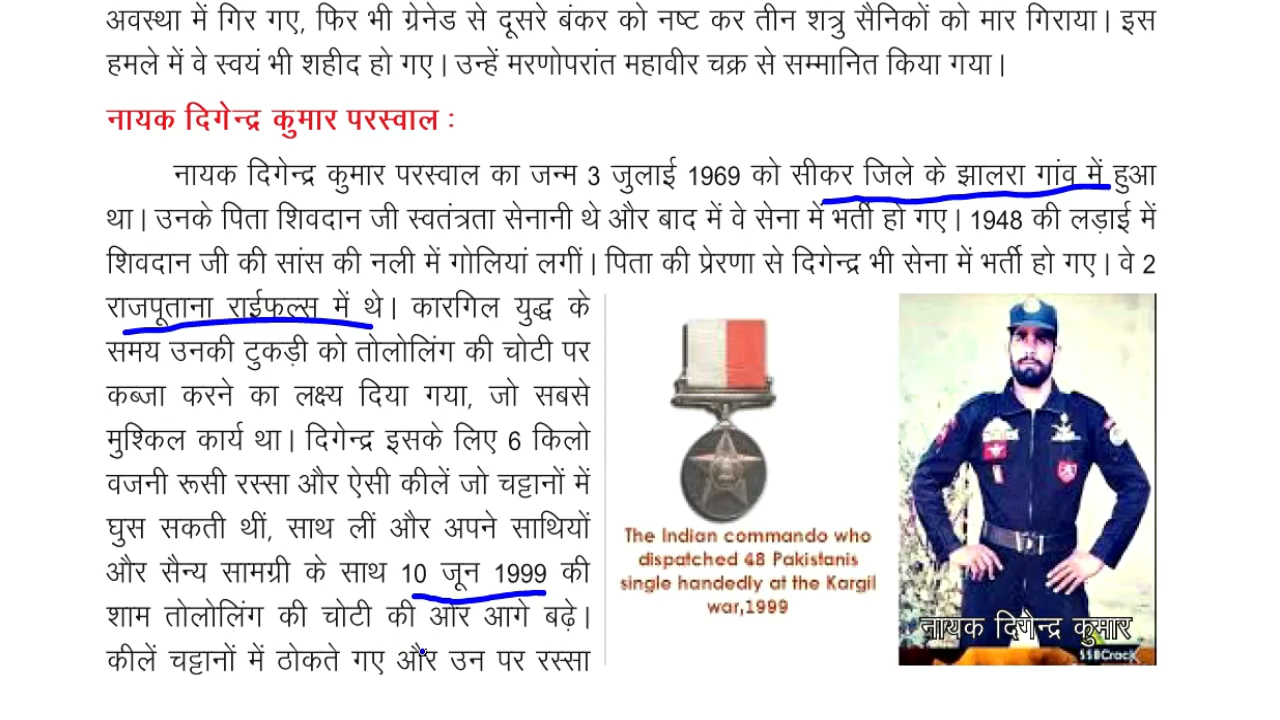 अवस्था में गिर गए, फिर भी ग्रेनेड से दूसरे बंकर को नष्ट कर तीन शत्रु सैनिकों को मार गिराया। इस
हमले में वे स्वयं भी शहीद हो गए। उन्हें मरणोपरांत महावीर चक्र से सम्मानित किया गया।
नायक दिगेन्द्र कुमार परस्वाल :
नायक दिगेन्द्र कुमार परस्वाल का जन्म 3 जुलाई 1969 को सीकर जिले के झालरा गांव में हुआ
था। उनके पिता शिवदान जी स्वतंत्रता सेनानी थे और बाद में वे सेना में भर्ती हो गए। 1948 की लड़ाई में
शिवदान जी की सांस की नली में गोलियां लगीं। पिता की प्रेरणा से दिगेन्द्र भी सेना में भर्ती हो गए। वे 2
राजपूताना राईफल्स में थे। कारगिल युद्ध के
समय उनकी टुकड़ी को तोलोलिंग की चोटी पर
कब्जा करने का लक्ष्य दिया गया, जो सबसे
मुश्किल कार्य था। दिगेन्द्र इसके लिए 6 किलो
वजनी रूसी रस्सा और ऐसी कीलें जो चट्टानों में
घुस सकती थीं, साथ लीं और अपने साथियों
और सैन्य सामग्री के साथ 10 जून 1999 की
शाम तोलोलिंग की चोटी की ओर आगे बढ़े।
कीलें चट्टानों में ठोकते गए और उन पर रस्सा
The Indian commando who
dispatched 48 Pakistanis
single handedly at the Kargil
war,1999
नायक दिगेन्द्र कुमार
SSBCrack